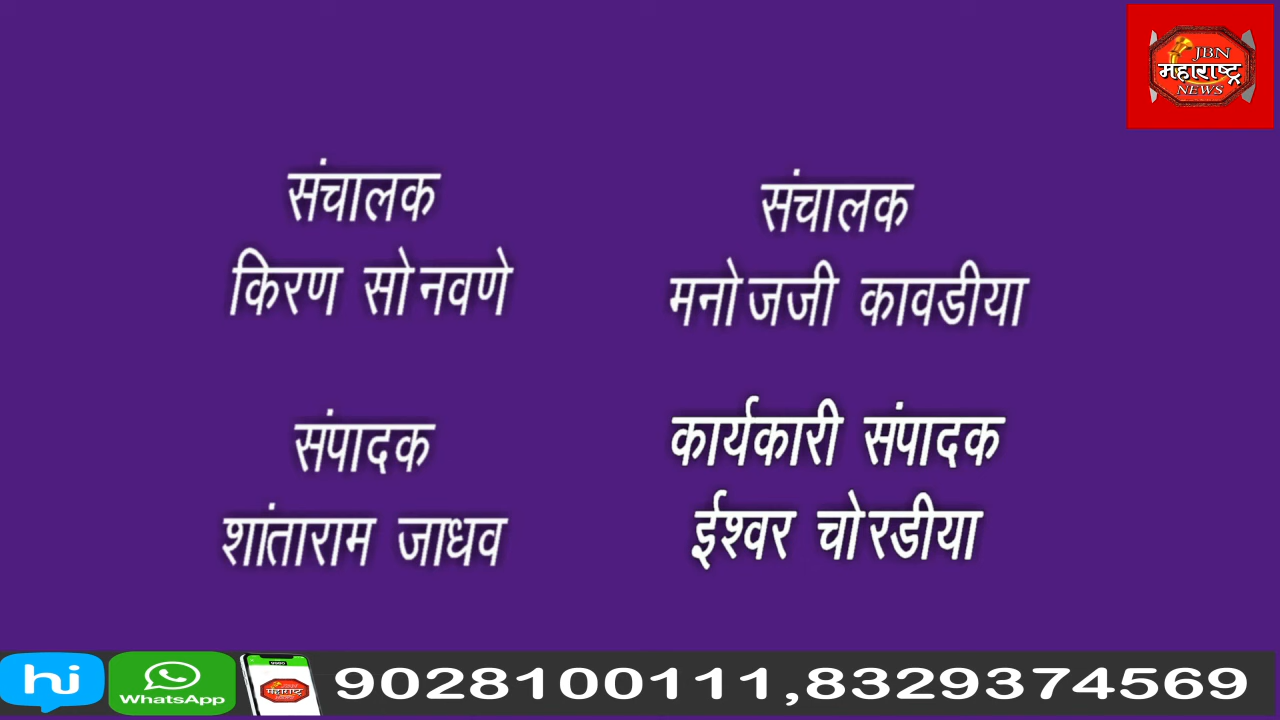 JBN
महाराष्ट्र
NEWS
संचालक
किरण सोनवणे
संचालक
मनोजजी कावडीया
संपादक
शांताराम जाधव
कार्यकारी संपादक
ईश्वर चोरडीया
hi
WhatsApp
महाराष्ट्र
9028100111,8329374569